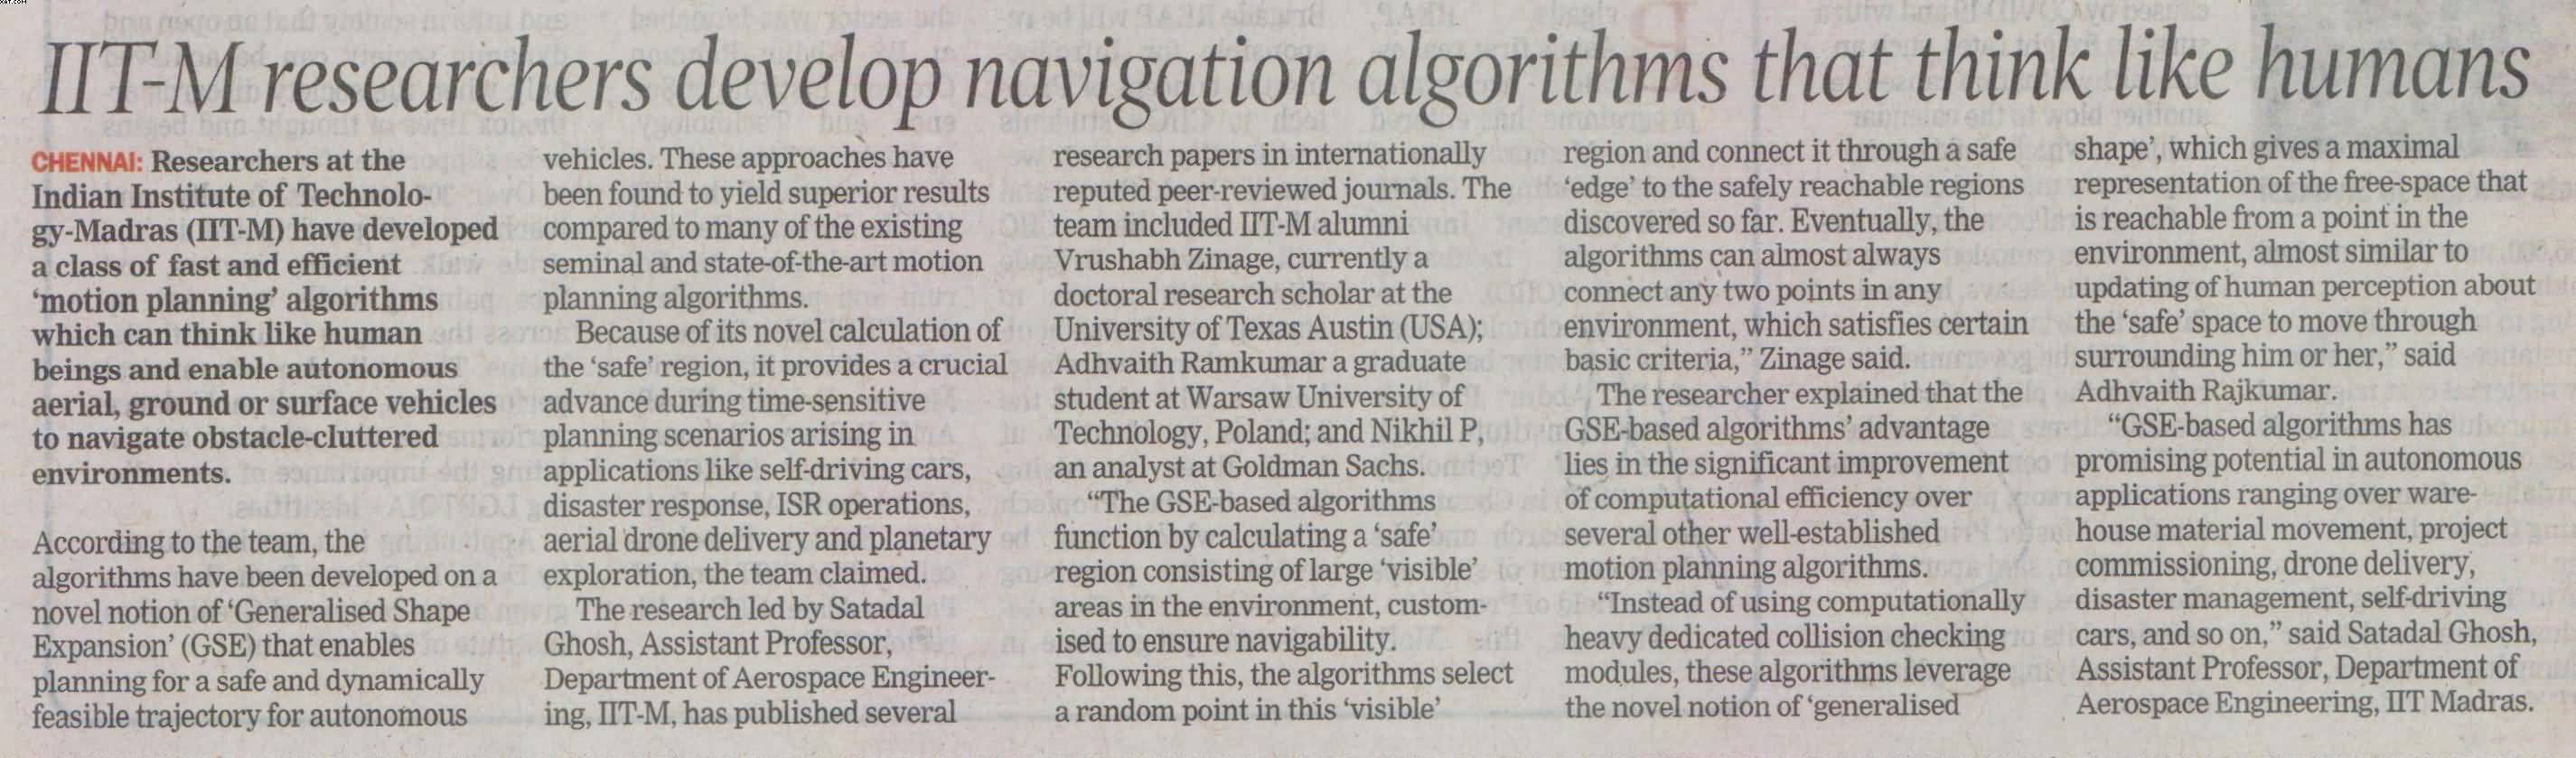 IIT-M researchers develop navigation algorithms that think like humans
CHENNAI: Researchers at the
Indian Institute of Technolo-
gy-Madras (IIT-M) have developed
a class of fast and efficient
‘motion planning’ algorithms
which can think like human
beings and enable autonomous
aerial, ground or surface vehicles
to navigate obstacle-cluttered
environments.
According to the team, the
algorithms have been developed on a
novel notion of ‘Generalised Shape
Expansion’ (GSE) that enables
planning for a safe and dynamically
feasible trajectory for autonomous
vehicles. These approaches have
been found to yield superior results
compared to many of the existing
seminal and state-of-the-art motion
planning algorithms.
Because of its novel calculation of
the ‘safe’ region, it provides a crucial
advance during time-sensitive
planning scenarios arising in
applications like self-driving cars,
disaster response, ISR operations,
aerial drone delivery and planetary
exploration, the team claimed.
The research led by Satadal
Ghosh, Assistant Professor,
Department of Aerospace Engineer-
ing, IIT-M, has published several
research papers in internationally
reputed peer-reviewed journals. The
team included IIT-M alumni
Vrushabh Zinage, currently a
doctoral research scholar at the
University of Texas Austin (USA);
Adhvaith Ramkumar a graduate
student at Warsaw University of
Technology, Poland; and Nikhil P,
an analyst at Goldman Sachs.
“The GSE-based algorithms
function by calculating a ‘safe’
region consisting of large ‘visible’
areas in the environment, custom-
ised to ensure navigability.
Following this, the algorithms select
a random point in this ‘visible’
region and connect it through a safe
‘edge’ to the safely reachable regions
discovered so far. Eventually, the
algorithms can almost always
connect any two points in any
environment, which satisfies certain
basic criteria,” Zinage said.
The researcher explained that the
GSE-based algorithms’ advantage
lies in the significant improvement
of computational efficiency over
several other well-established
motion planning algorithms.
“Instead of using computationally
heavy dedicated collision checking
modules, these algorithms leverage
the novel notion of ‘generalised
shape’, which gives a maximal
representation of the free-space that
is reachable from a point in the
environment, almost similar to
updating of human perception about
the ‘safe’ space to move through
surrounding him or her,” said
Adhvaith Rajkumar.
“GSE-based algorithms has
promising potential in autonomous
applications ranging over ware-
house material movement, project
commissioning, drone delivery,
disaster management, self-driving
cars, and so on,” said Satadal Ghosh,
Assistant Professor, Department of
Aerospace Engineering, IIT Madras.